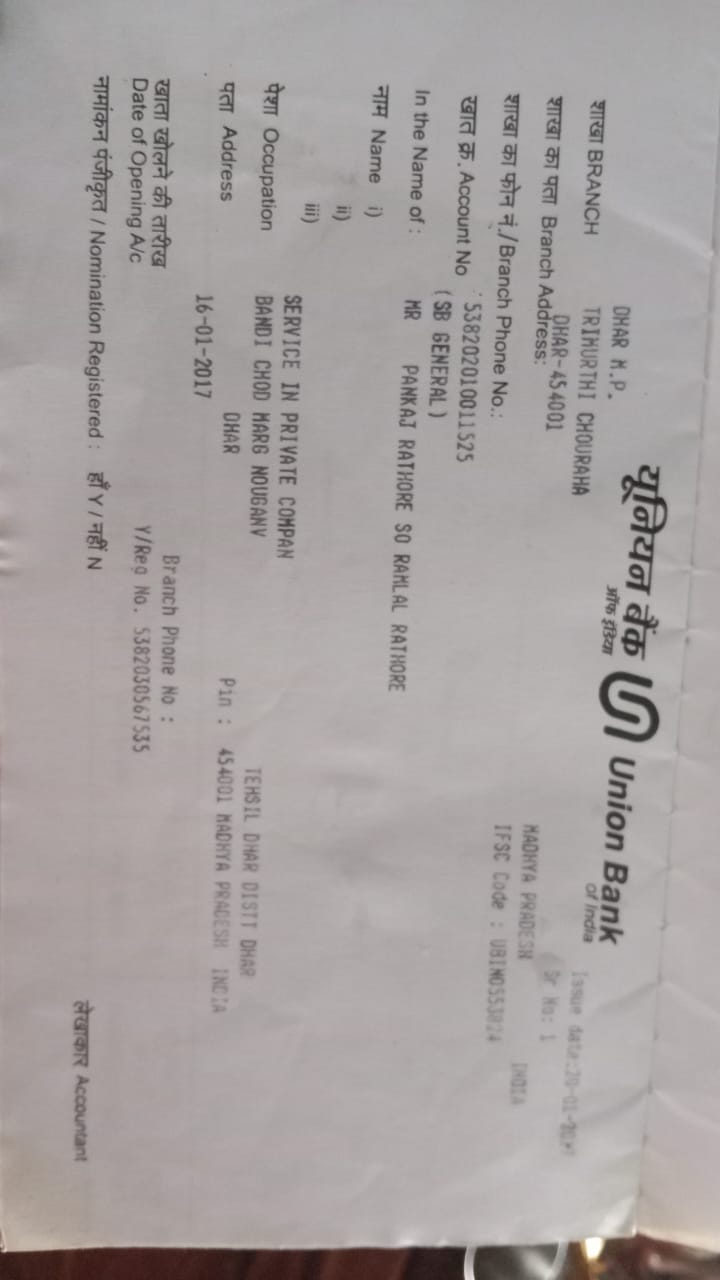 यूनियन बैंक
ऑफ इंडिया
Union Bank
of India
DHAR M.P.
शाखा BRANCH TRIMURTHI CHOURAHA
Issue date:20-01-
Sr No: 1
DHAR-454001
शाखा का पता Branch Address:
MADHYA PRADESH INDIA
शाखा का फोन नं./Branch Phone No.:
IFSC Code :
खात क्र. Account No 538202010011525
(SB GENERAL)
In the Name of : MR PANKAJ RATHORE SO RAMLAL RATHORE
नाम Name i)
ii)
iii)
SERVICE IN PRIVATE COMPAN
पेशा Occupation BANDI CHOD MARG NOUGANV TEHSIL DHAR DISTT DHAR
पता Address DHAR Pin : 454001 MADHYA PRADESH INDIA
16-01-2017
खाता खोलने की तारीख Branch Phone No :
Date of Opening A/c Y/Reg No. 5382030567535
नामांकन पंजीकृत / Nomination Registered : हाँ Y / नहीं N
लेखाकार Accountant